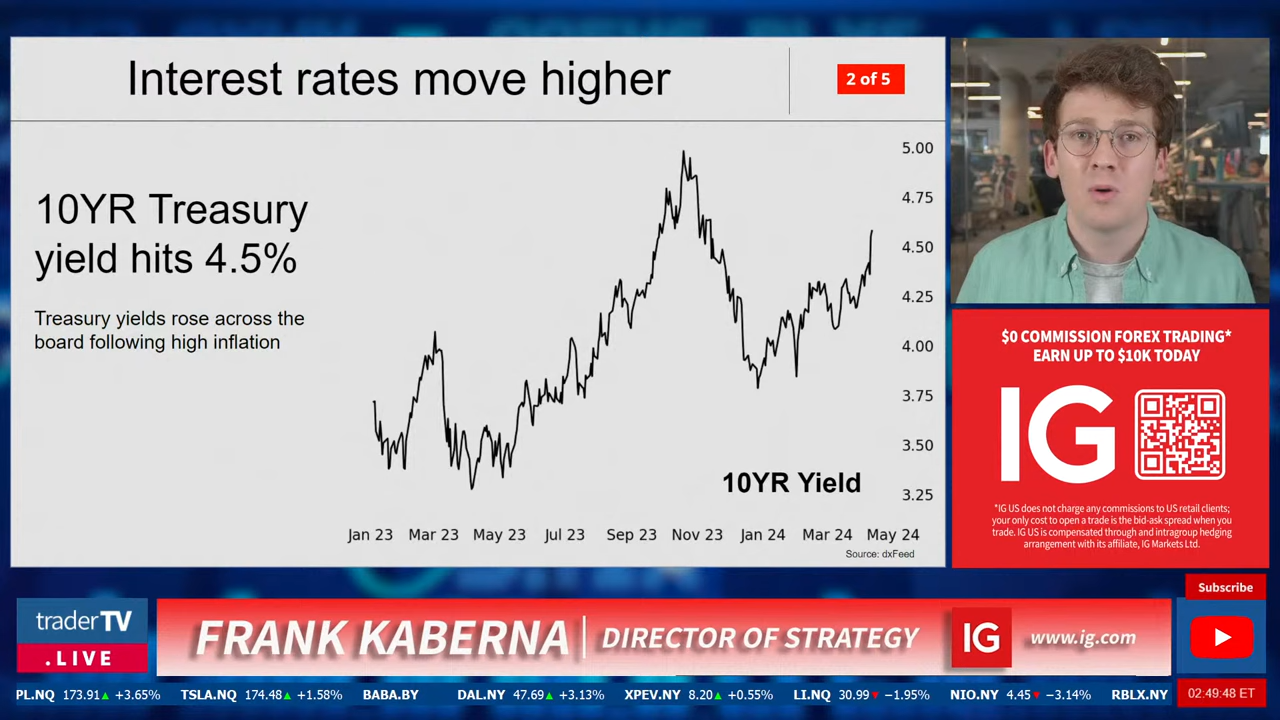 Interest rates move higher
2 of 5
10YR Treasury
yield hits 4.5%
Treasury yields rose across the
board following high inflation
5.00
4.75
4.50
4.25
4.00
3.75
3.50
3.25
10YR Yield
Jan 23 Mar 23 May 23 Jul 23 Sep 23 Nov 23 Jan 24 Mar 24 May 24
Source: dxFeed
$0 COMMISSION FOREX TRADING*
EARN UP TO $10K TODAY
IG
*IG US does not charge any commissions to US retail clients;
your only cost to open a trade is the bid-ask spread when you
trade. IG US is compensated through and intragroup hedging
arrangement with its affiliate, IG Markets Ltd.
Subscribe
traderTV
.LIVE
FRANK KABERNA DIRECTOR OF STRATEGY IG www.ig.com
PL.NQ 173.91▲ +3.65% TSLA.NQ 174.48▲ +1.58% BABA.BY DAL.NY 47.69▲ +3.13% XPEV.NY 8.20▲ +0.55% LI.NQ 30.99▼ −1.95% NIO.NY 4.45▼ −3.14% RBLX.NY
02:49:48 ET